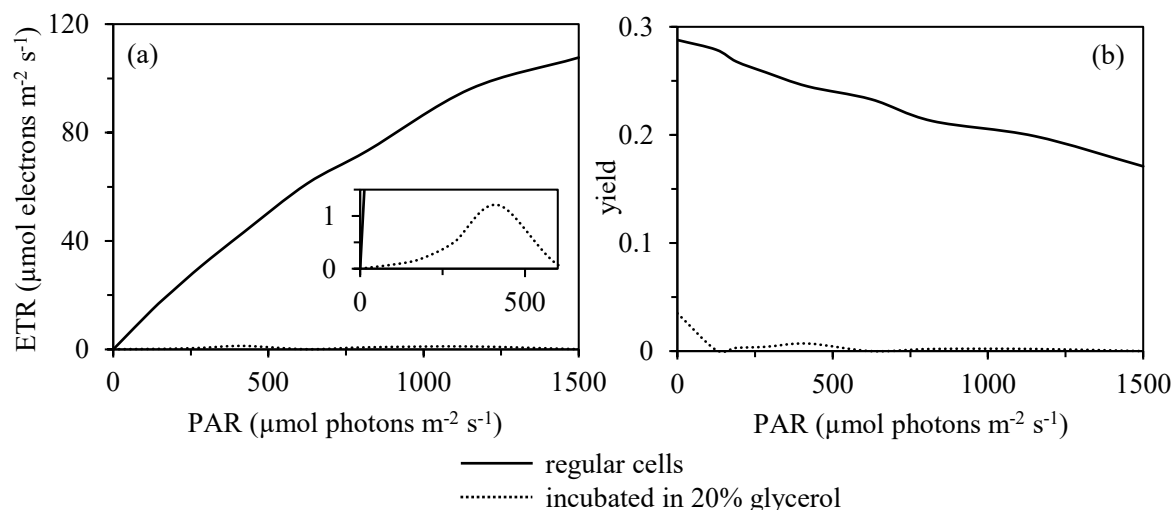 120
(a)
80
40
0
ETR (µmol electrons m⁻² s⁻¹)
1
0
0 500
0 500 1000 1500
PAR (µmol photons m⁻² s⁻¹)
0.3
(b)
0.2
0.1
0
yield
0 500 1000 1500
PAR (µmol photons m⁻² s⁻¹)
regular cells
incubated in 20% glycerol